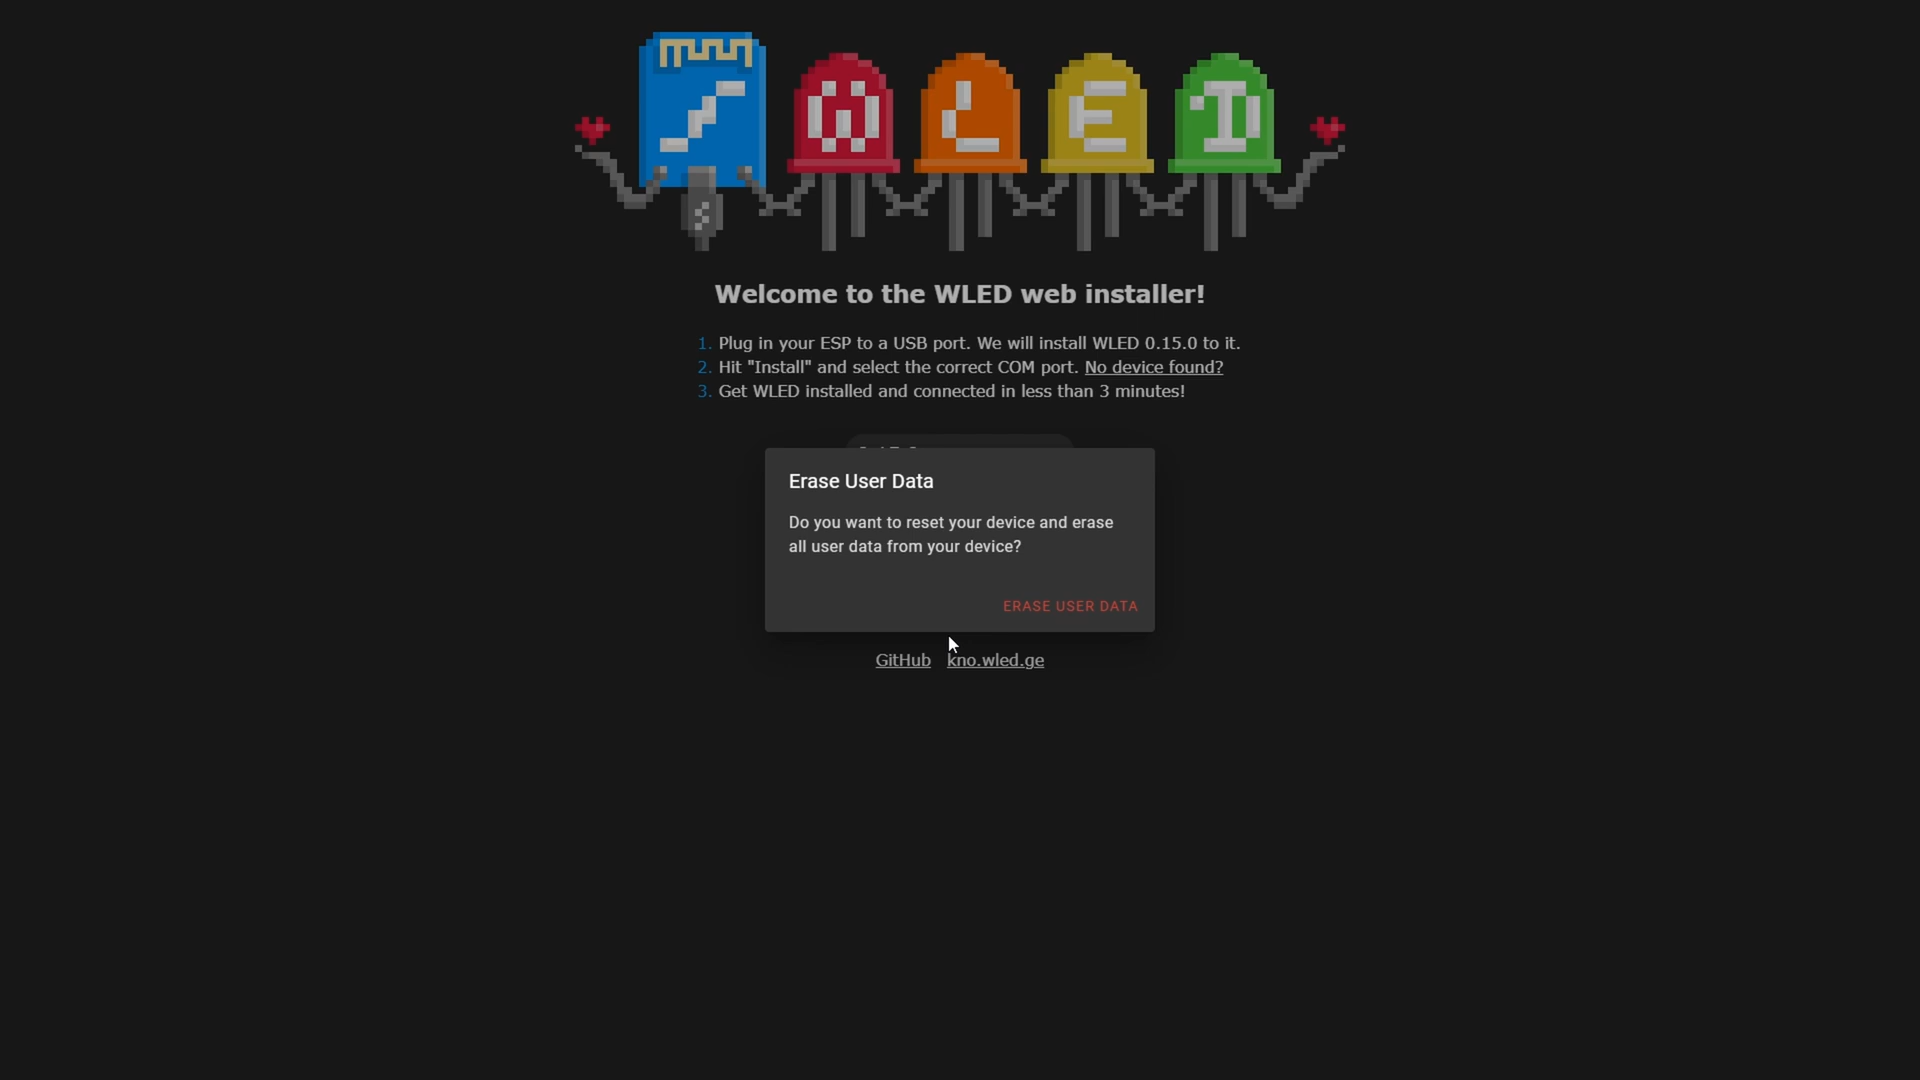 WLED
Welcome to the WLED web installer!
1. Plug in your ESP to a USB port. We will install WLED 0.15.0 to it.
2. Hit "Install" and select the correct COM port. No device found?
3. Get WLED installed and connected in less than 3 minutes!
Erase User Data
Do you want to reset your device and erase
all user data from your device?
ERASE USER DATA
GitHub kno.wled.ge